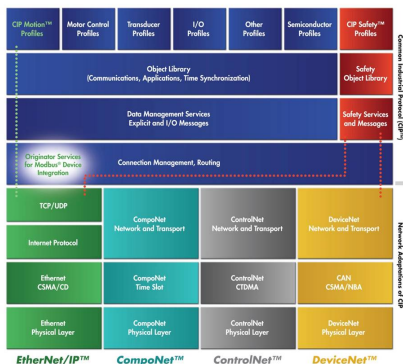 CIP Motion™
Profiles
Motor Control
Profiles
Transducer
Profiles
I/O
Profiles
Other
Profiles
Semiconductor
Profiles
CIP Safety™
Profiles
Object Library
(Communications, Applications, Time Synchronization)
Safety
Object Library
Data Management Services
Explicit and I/O Messages
Safety Services
and Messages
Originator Services
for Modbus® Device
Integration
Connection Management, Routing
Common Industrial Protocol (CIP™)
TCP/UDP
Internet Protocol
CompoNet
Network and Transport
ControlNet
Network and Transport
DeviceNet
Network and Transport
Ethernet
CSMA/CD
CompoNet
Time Slot
ControlNet
CTDMA
CAN
CSMA/NBA
Ethernet
Physical Layer
CompoNet
Physical Layer
ControlNet
Physical Layer
DeviceNet
Physical Layer
Network Adaptations of CIP
EtherNet/IP™
CompoNet™
ControlNet™
DeviceNet™